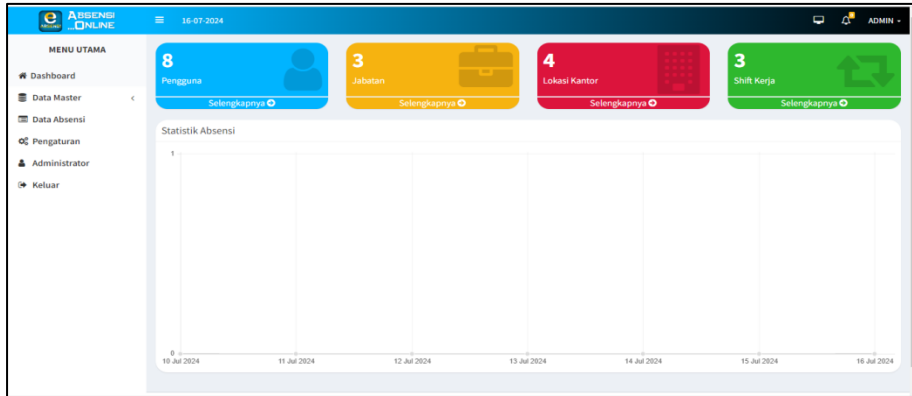 ABSENSI
ONLINE
16-07-2024
ADMIN
MENU UTAMA
Dashboard
Data Master
Data Absensi
Pengaturan
Administrator
Keluar
8
Pengguna
Selengkapnya
3
Jabatan
Selengkapnya
4
Lokasi Kantor
Selengkapnya
3
Shift Kerja
Selengkapnya
Statistik Absensi
1
0
10 Jul 2024
11 Jul 2024
12 Jul 2024
13 Jul 2024
14 Jul 2024
15 Jul 2024
16 Jul 2024